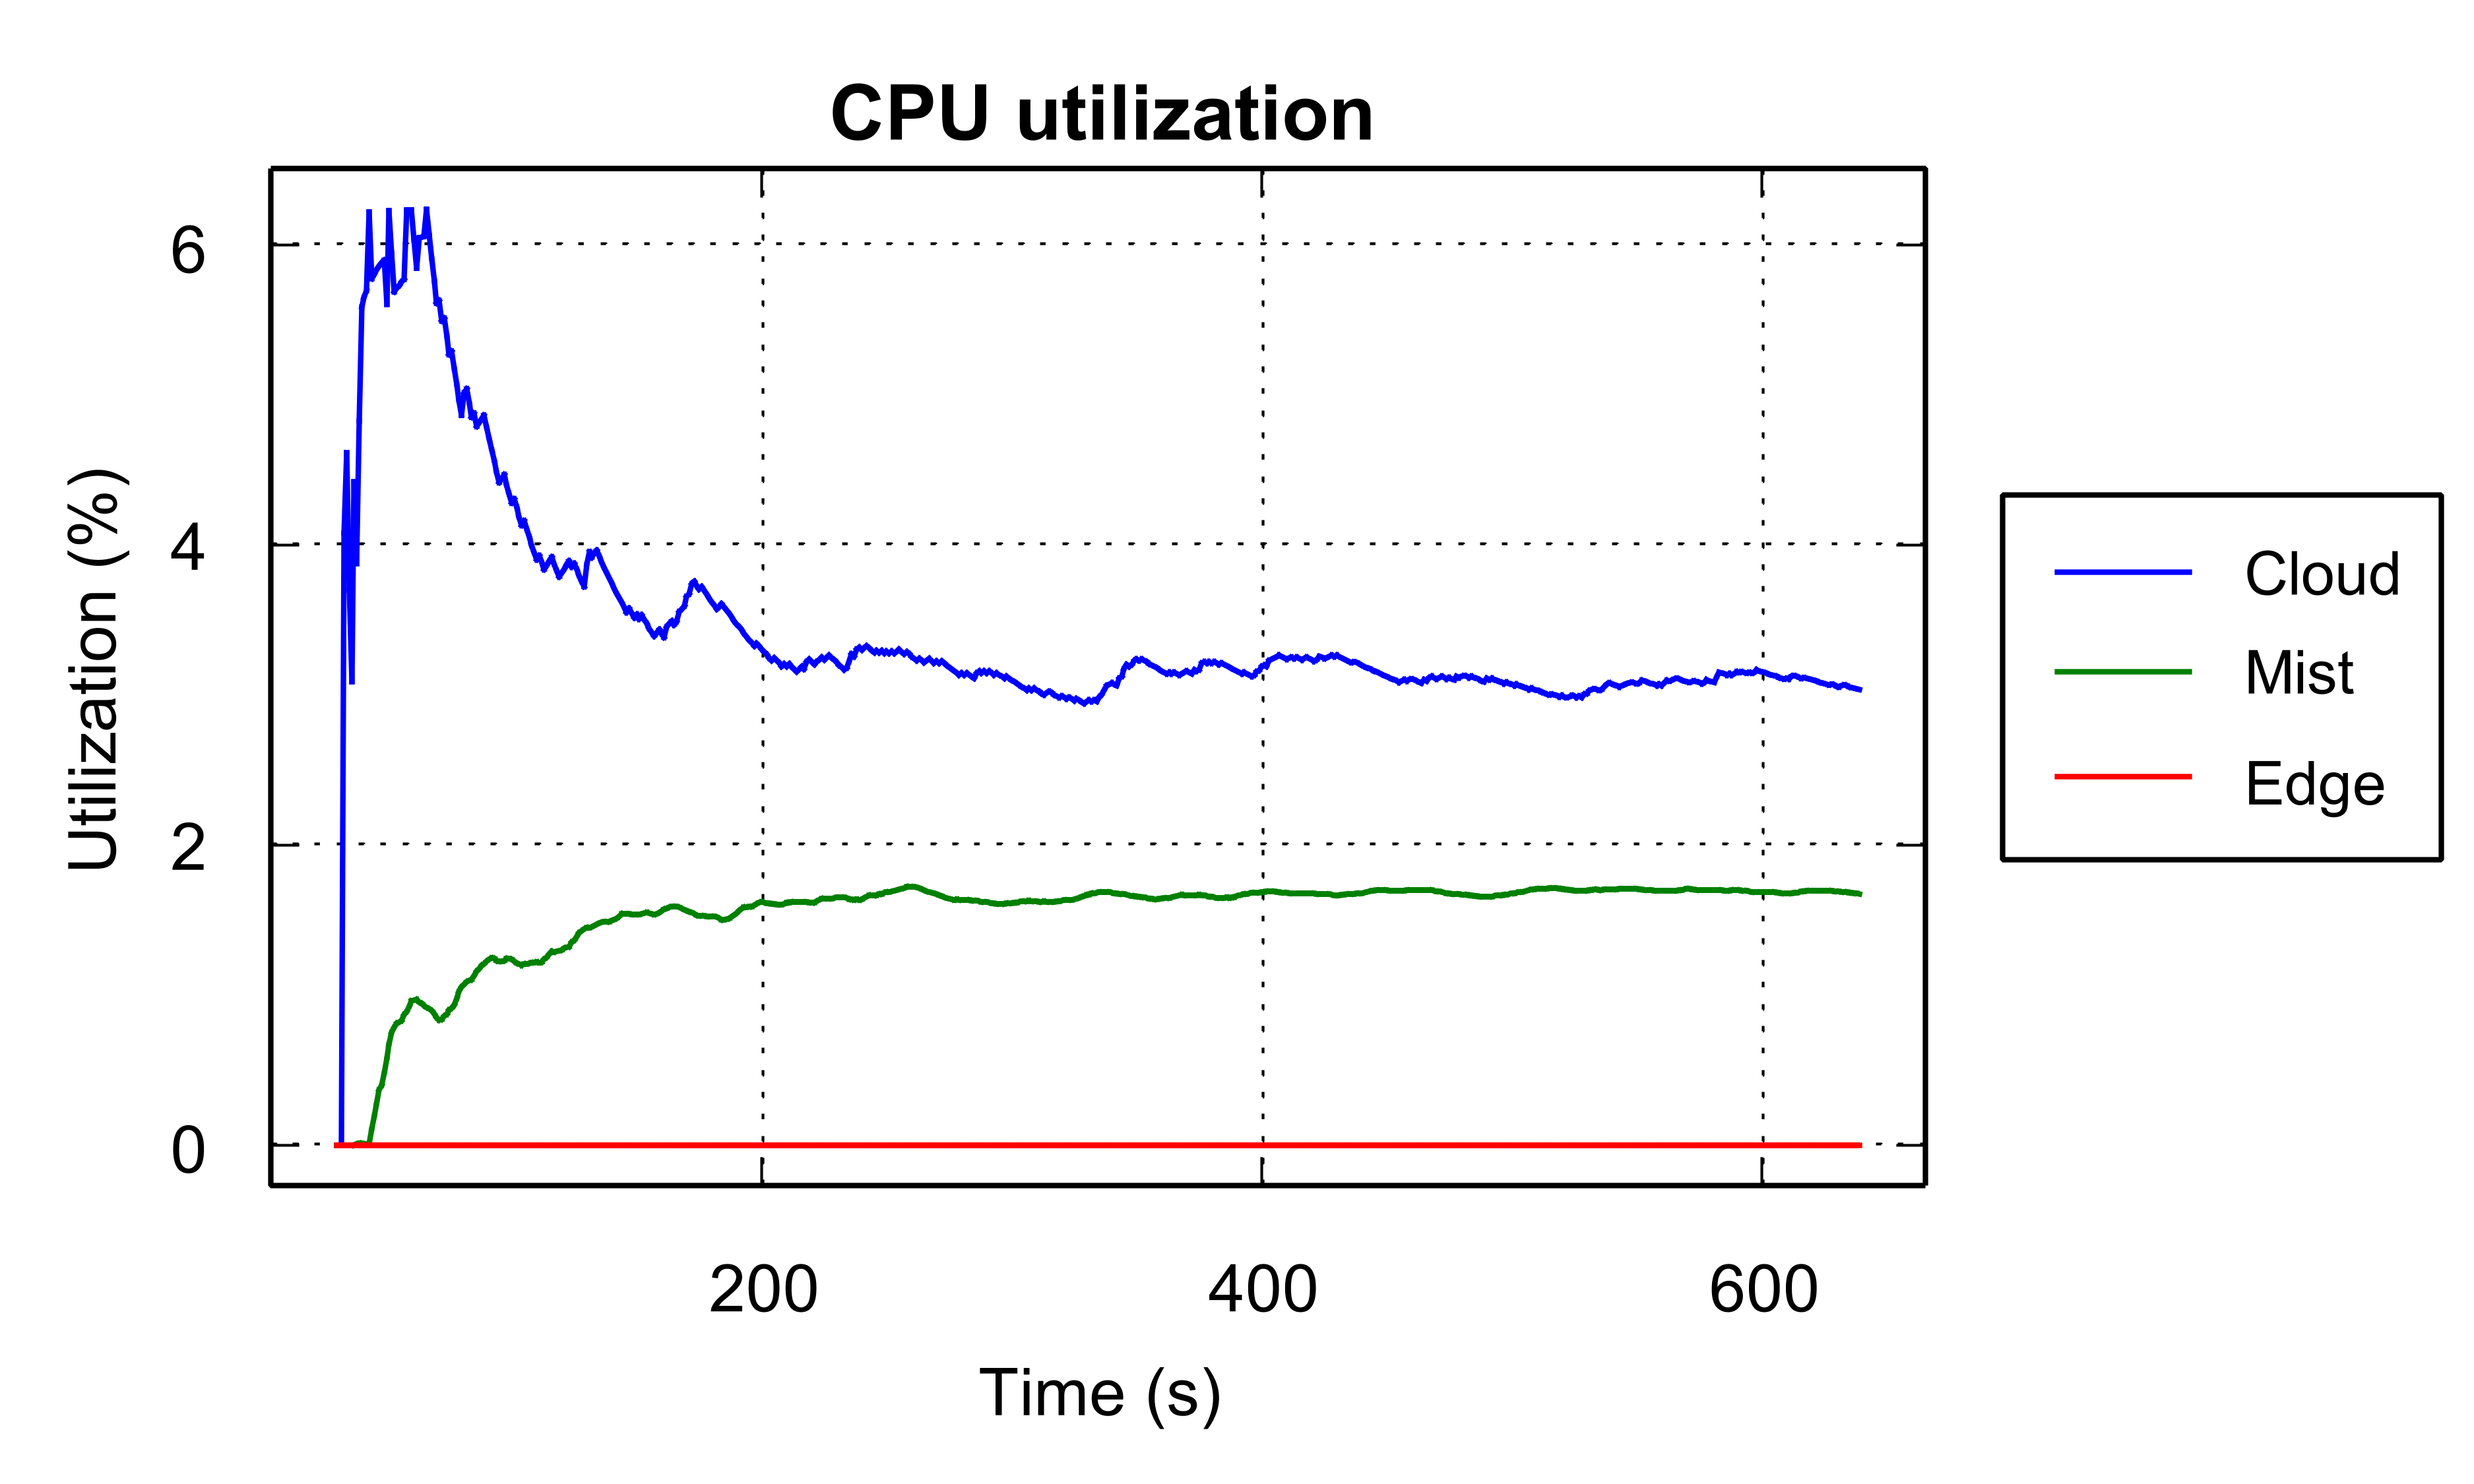 CPU utilization
Utilization (%)
6
4
2
0
200
400
600
Time (s)
Cloud
Mist
Edge